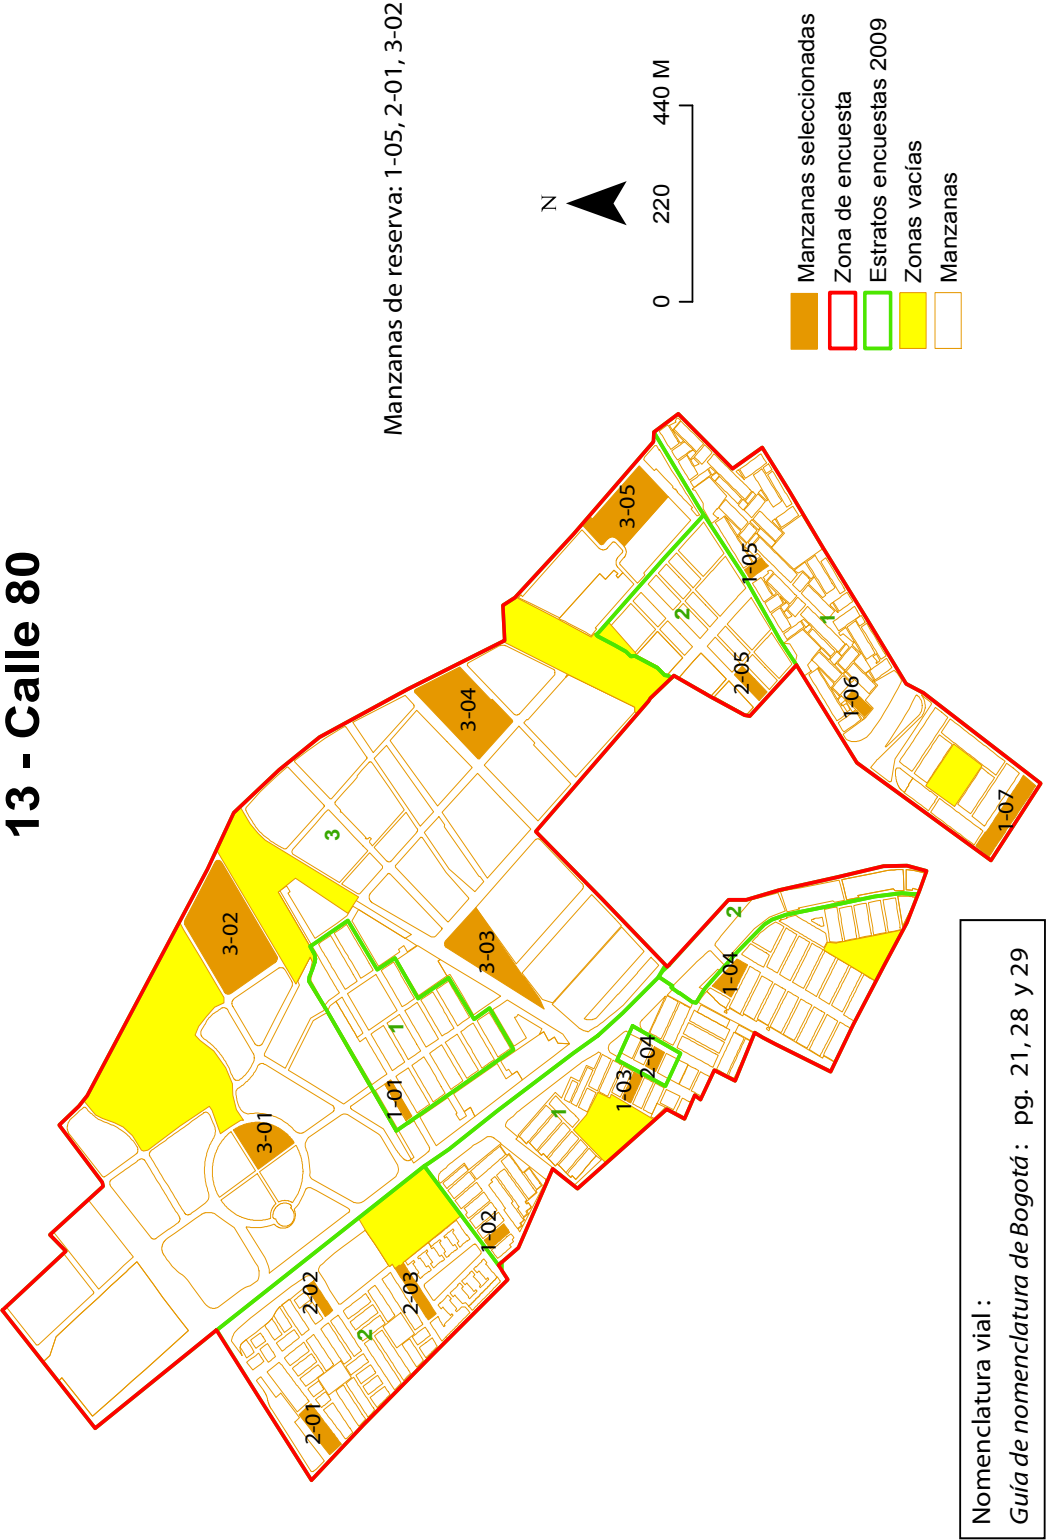 13 - Calle 80
Manzanas de reserva: 1-05, 2-01, 3-02
N
0 220 440 M
Manzanas seleccionadas
Zona de encuesta
Estratos encuestas 2009
Zonas vacías
Manzanas
3-01
3-02
3-03
3-04
3-05
3
1
1-01
2-01
2-02
2-03
2
1-02
1
1-03
2-04
1-04
2
2-05
2
1-05
1
1-06
1-07
Nomenclatura vial :
Guía de nomenclatura de Bogotá : pg. 21, 28 y 29